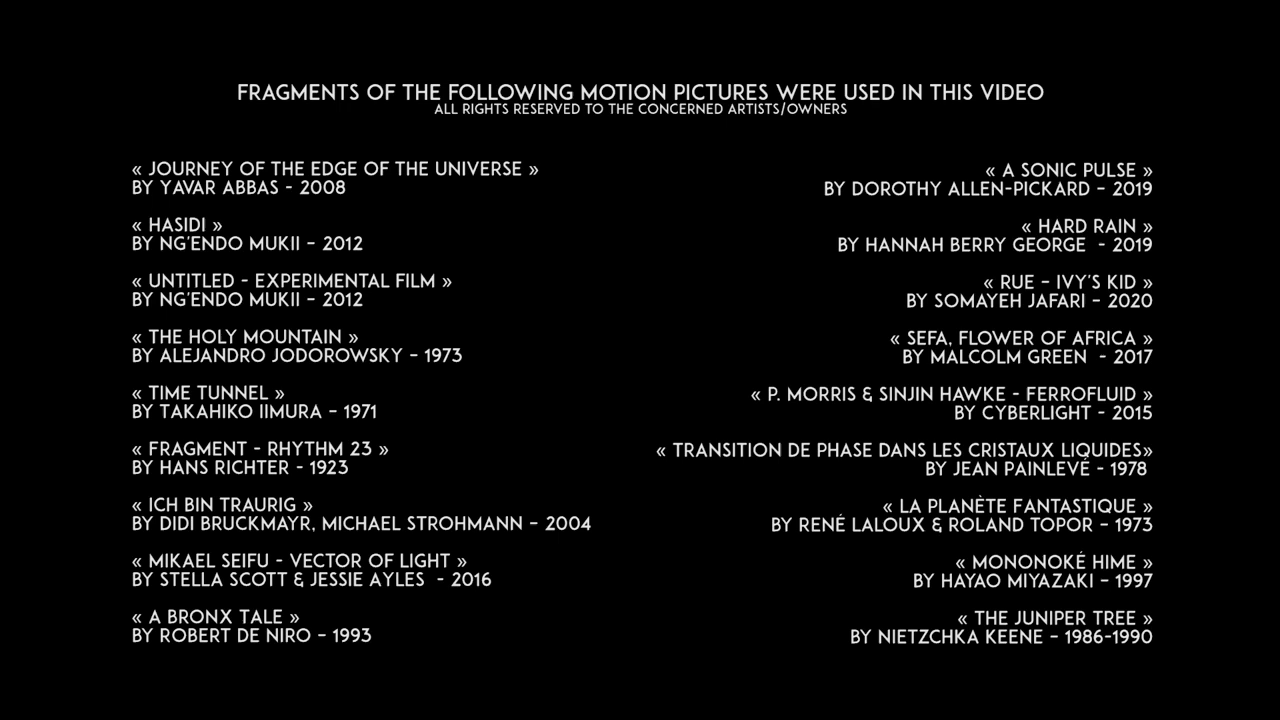 FRAGMENTS OF THE FOLLOWING MOTION PICTURES WERE USED IN THIS VIDEO
ALL RIGHTS RESERVED TO THE CONCERNED ARTISTS/OWNERS
« JOURNEY OF THE EDGE OF THE UNIVERSE »
BY YAVAR ABBAS - 2008
« HASIDI »
BY NG'ENDO MUKII - 2012
« UNTITLED - EXPERIMENTAL FILM »
BY NG'ENDO MUKII - 2012
« THE HOLY MOUNTAIN »
BY ALEJANDRO JODOROWSKY - 1973
« TIME TUNNEL »
BY TAKAHIKO IIMURA - 1971
« FRAGMENT - RHYTHM 23 »
BY HANS RICHTER - 1923
« ICH BIN TRAURIG »
BY DIDI BRUCKMAYR, MICHAEL STROHMANN - 2004
« MIKAEL SEIFU - VECTOR OF LIGHT »
BY STELLA SCOTT & JESSIE AYLES - 2016
« A BRONX TALE »
BY ROBERT DE NIRO - 1993
« A SONIC PULSE »
BY DOROTHY ALLEN-PICKARD - 2019
« HARD RAIN »
BY HANNAH BERRY GEORGE - 2019
« RUE - IVY'S KID »
BY SOMAYEH JAFARI - 2020
« SEFA, FLOWER OF AFRICA »
BY MALCOLM GREEN - 2017
« P. MORRIS & SINJIN HAWKE - FERROFLUID »
BY CYBERLIGHT - 2015
« TRANSITION DE PHASE DANS LES CRISTAUX LIQUIDES»
BY JEAN PAINLEVÉ - 1978
« LA PLANÈTE FANTASTIQUE »
BY RENÉ LALOUX & ROLAND TOPOR - 1973
« MONONOKÉ HIME »
BY HAYAO MIYAZAKI - 1997
« THE JUNIPER TREE »
BY NIETZCHKA KEENE - 1986-1990